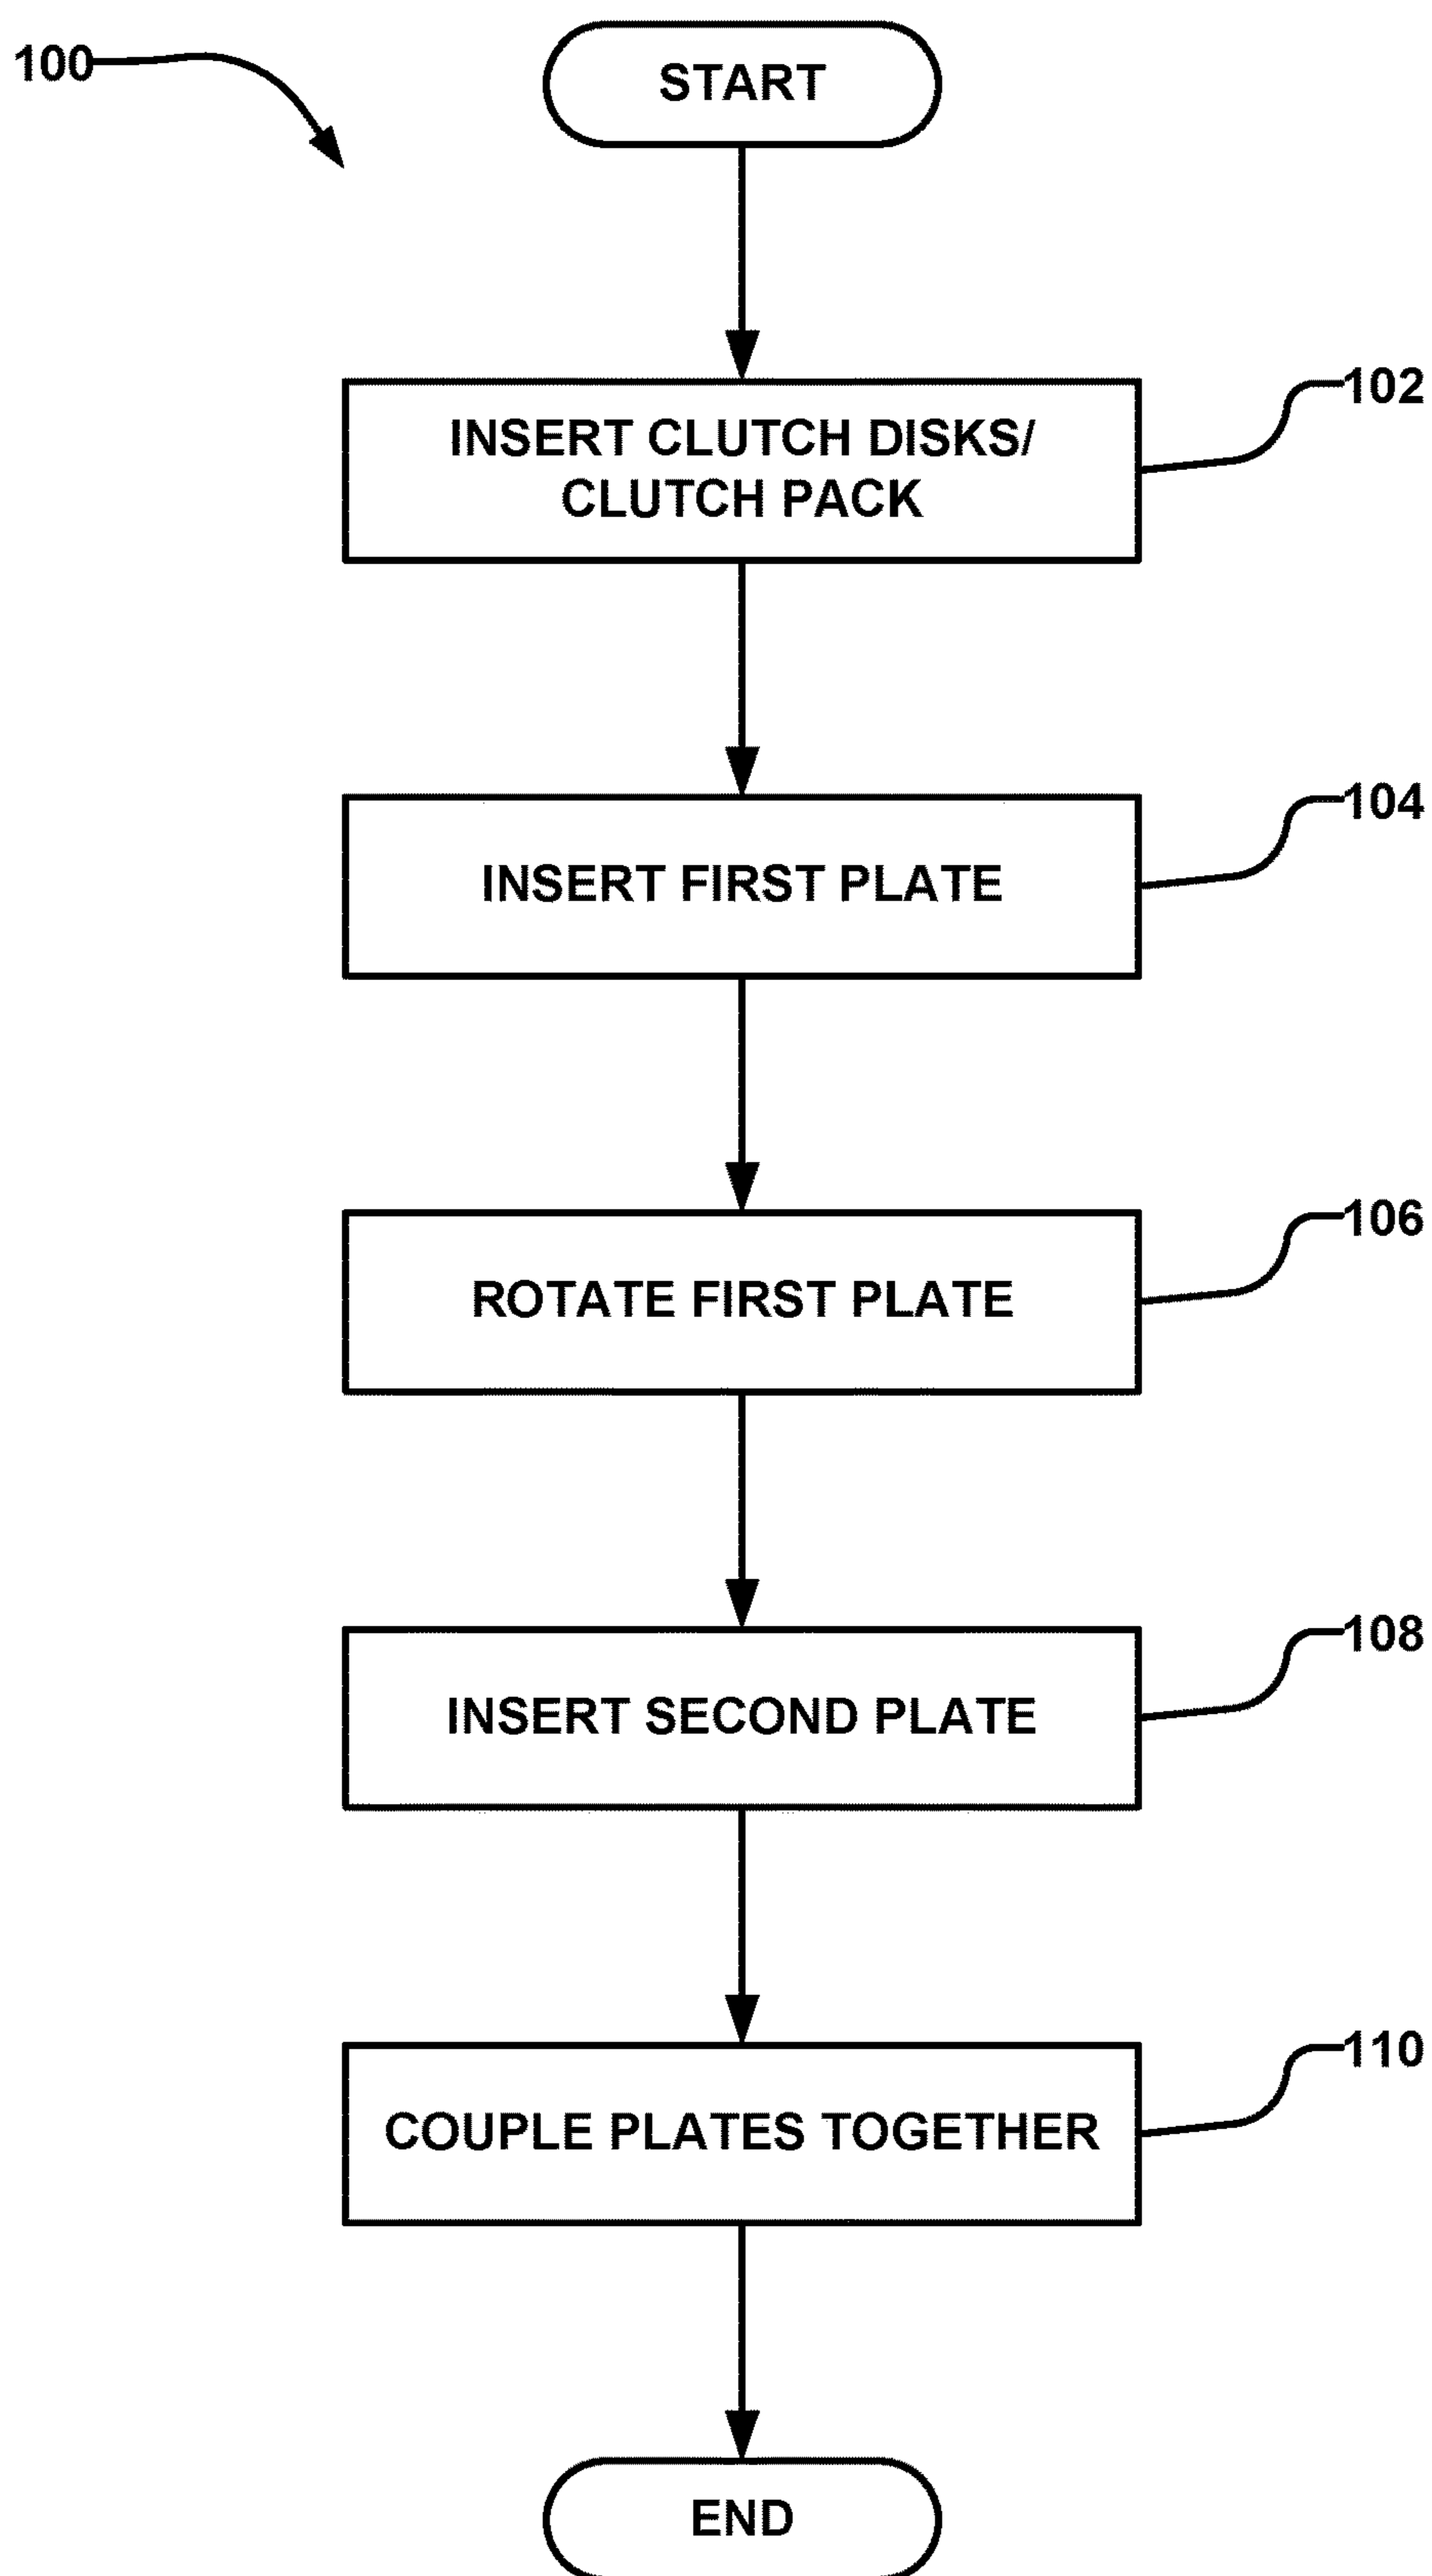 100
START
INSERT CLUTCH DISKS/
CLUTCH PACK
102
INSERT FIRST PLATE
104
ROTATE FIRST PLATE
106
INSERT SECOND PLATE
108
COUPLE PLATES TOGETHER
110
END